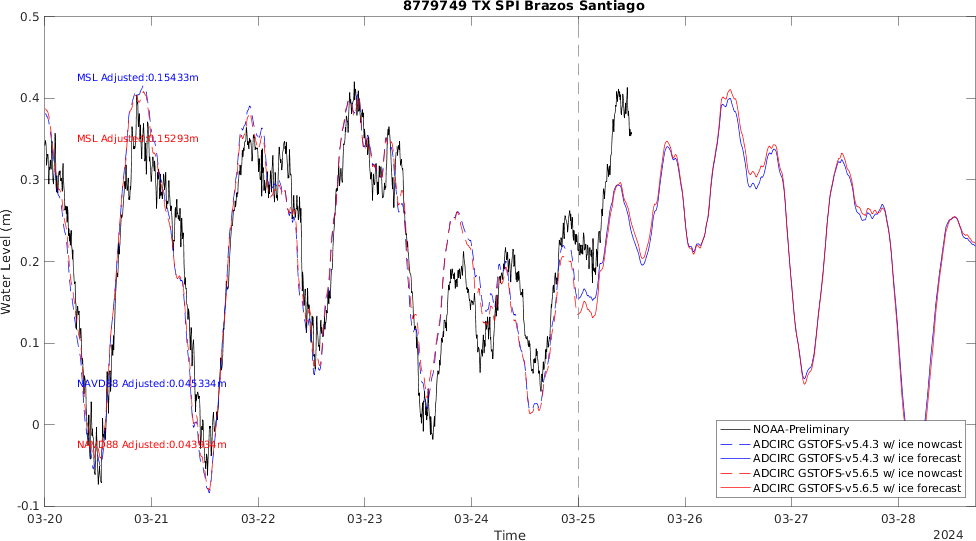 8779749 TX SPI Brazos Santiago
0.5
0.4
0.3
0.2
0.1
0
-0.1
Water Level (m)
MSL Adjusted:0.15433m
MSL Adjusted:0.15293m
NAVD88 Adjusted:0.045334m
NAVD88 Adjusted:0.043934m
NOAA-Preliminary
ADCIRC GSTOFS-v5.4.3 w/ ice nowcast
ADCIRC GSTOFS-v5.4.3 w/ ice forecast
ADCIRC GSTOFS-v5.6.5 w/ ice nowcast
ADCIRC GSTOFS-v5.6.5 w/ ice forecast
03-20 03-21 03-22 03-23 03-24 03-25 03-26 03-27 03-28
Time
2024